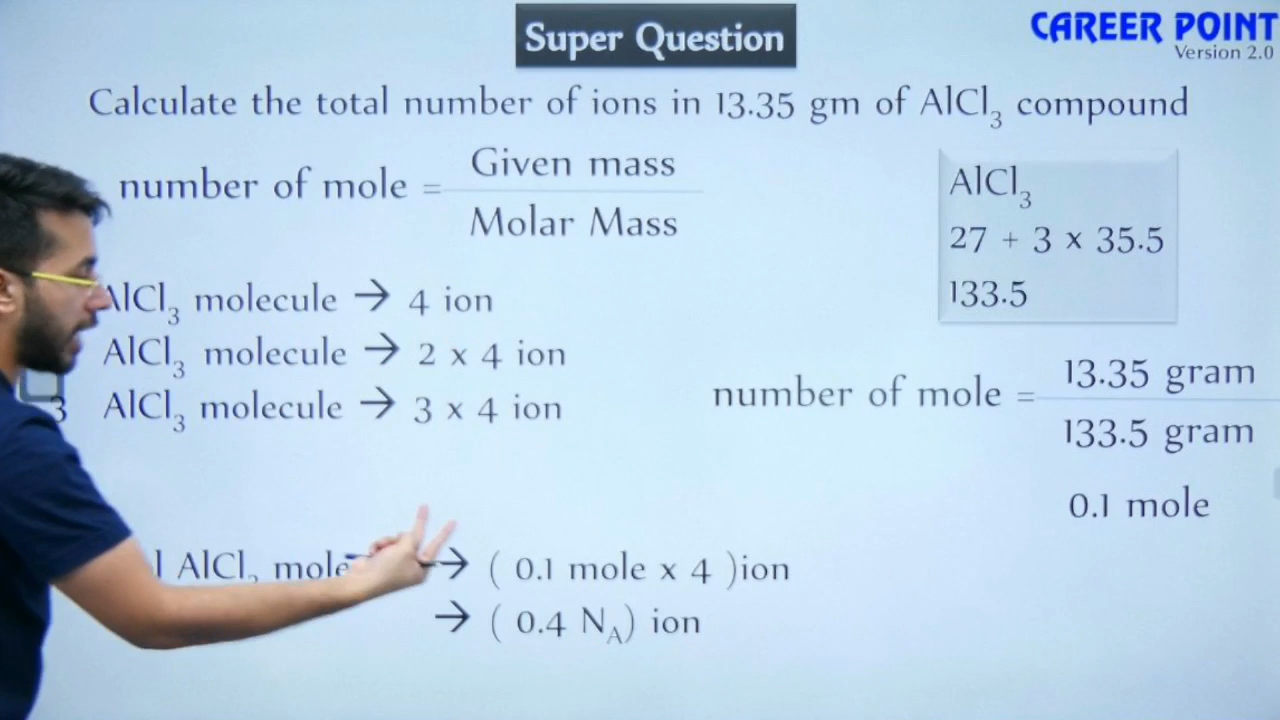 Super Question
CAREER POINT
Version 2.0
Calculate the total number of ions in 13.35 gm of AlCl₃ compound
number of mole = Given mass
Molar Mass
AlCl₃
27 + 3 x 35.5
133.5
AlCl₃ molecule → 4 ion
AlCl₃ molecule → 2 x 4 ion
3 AlCl₃ molecule → 3 x 4 ion
number of mole = 13.35 gram
133.5 gram
0.1 mole
AlCl₃ → ( 0.1 mole x 4 )ion
→ ( 0.4 N_A) ion